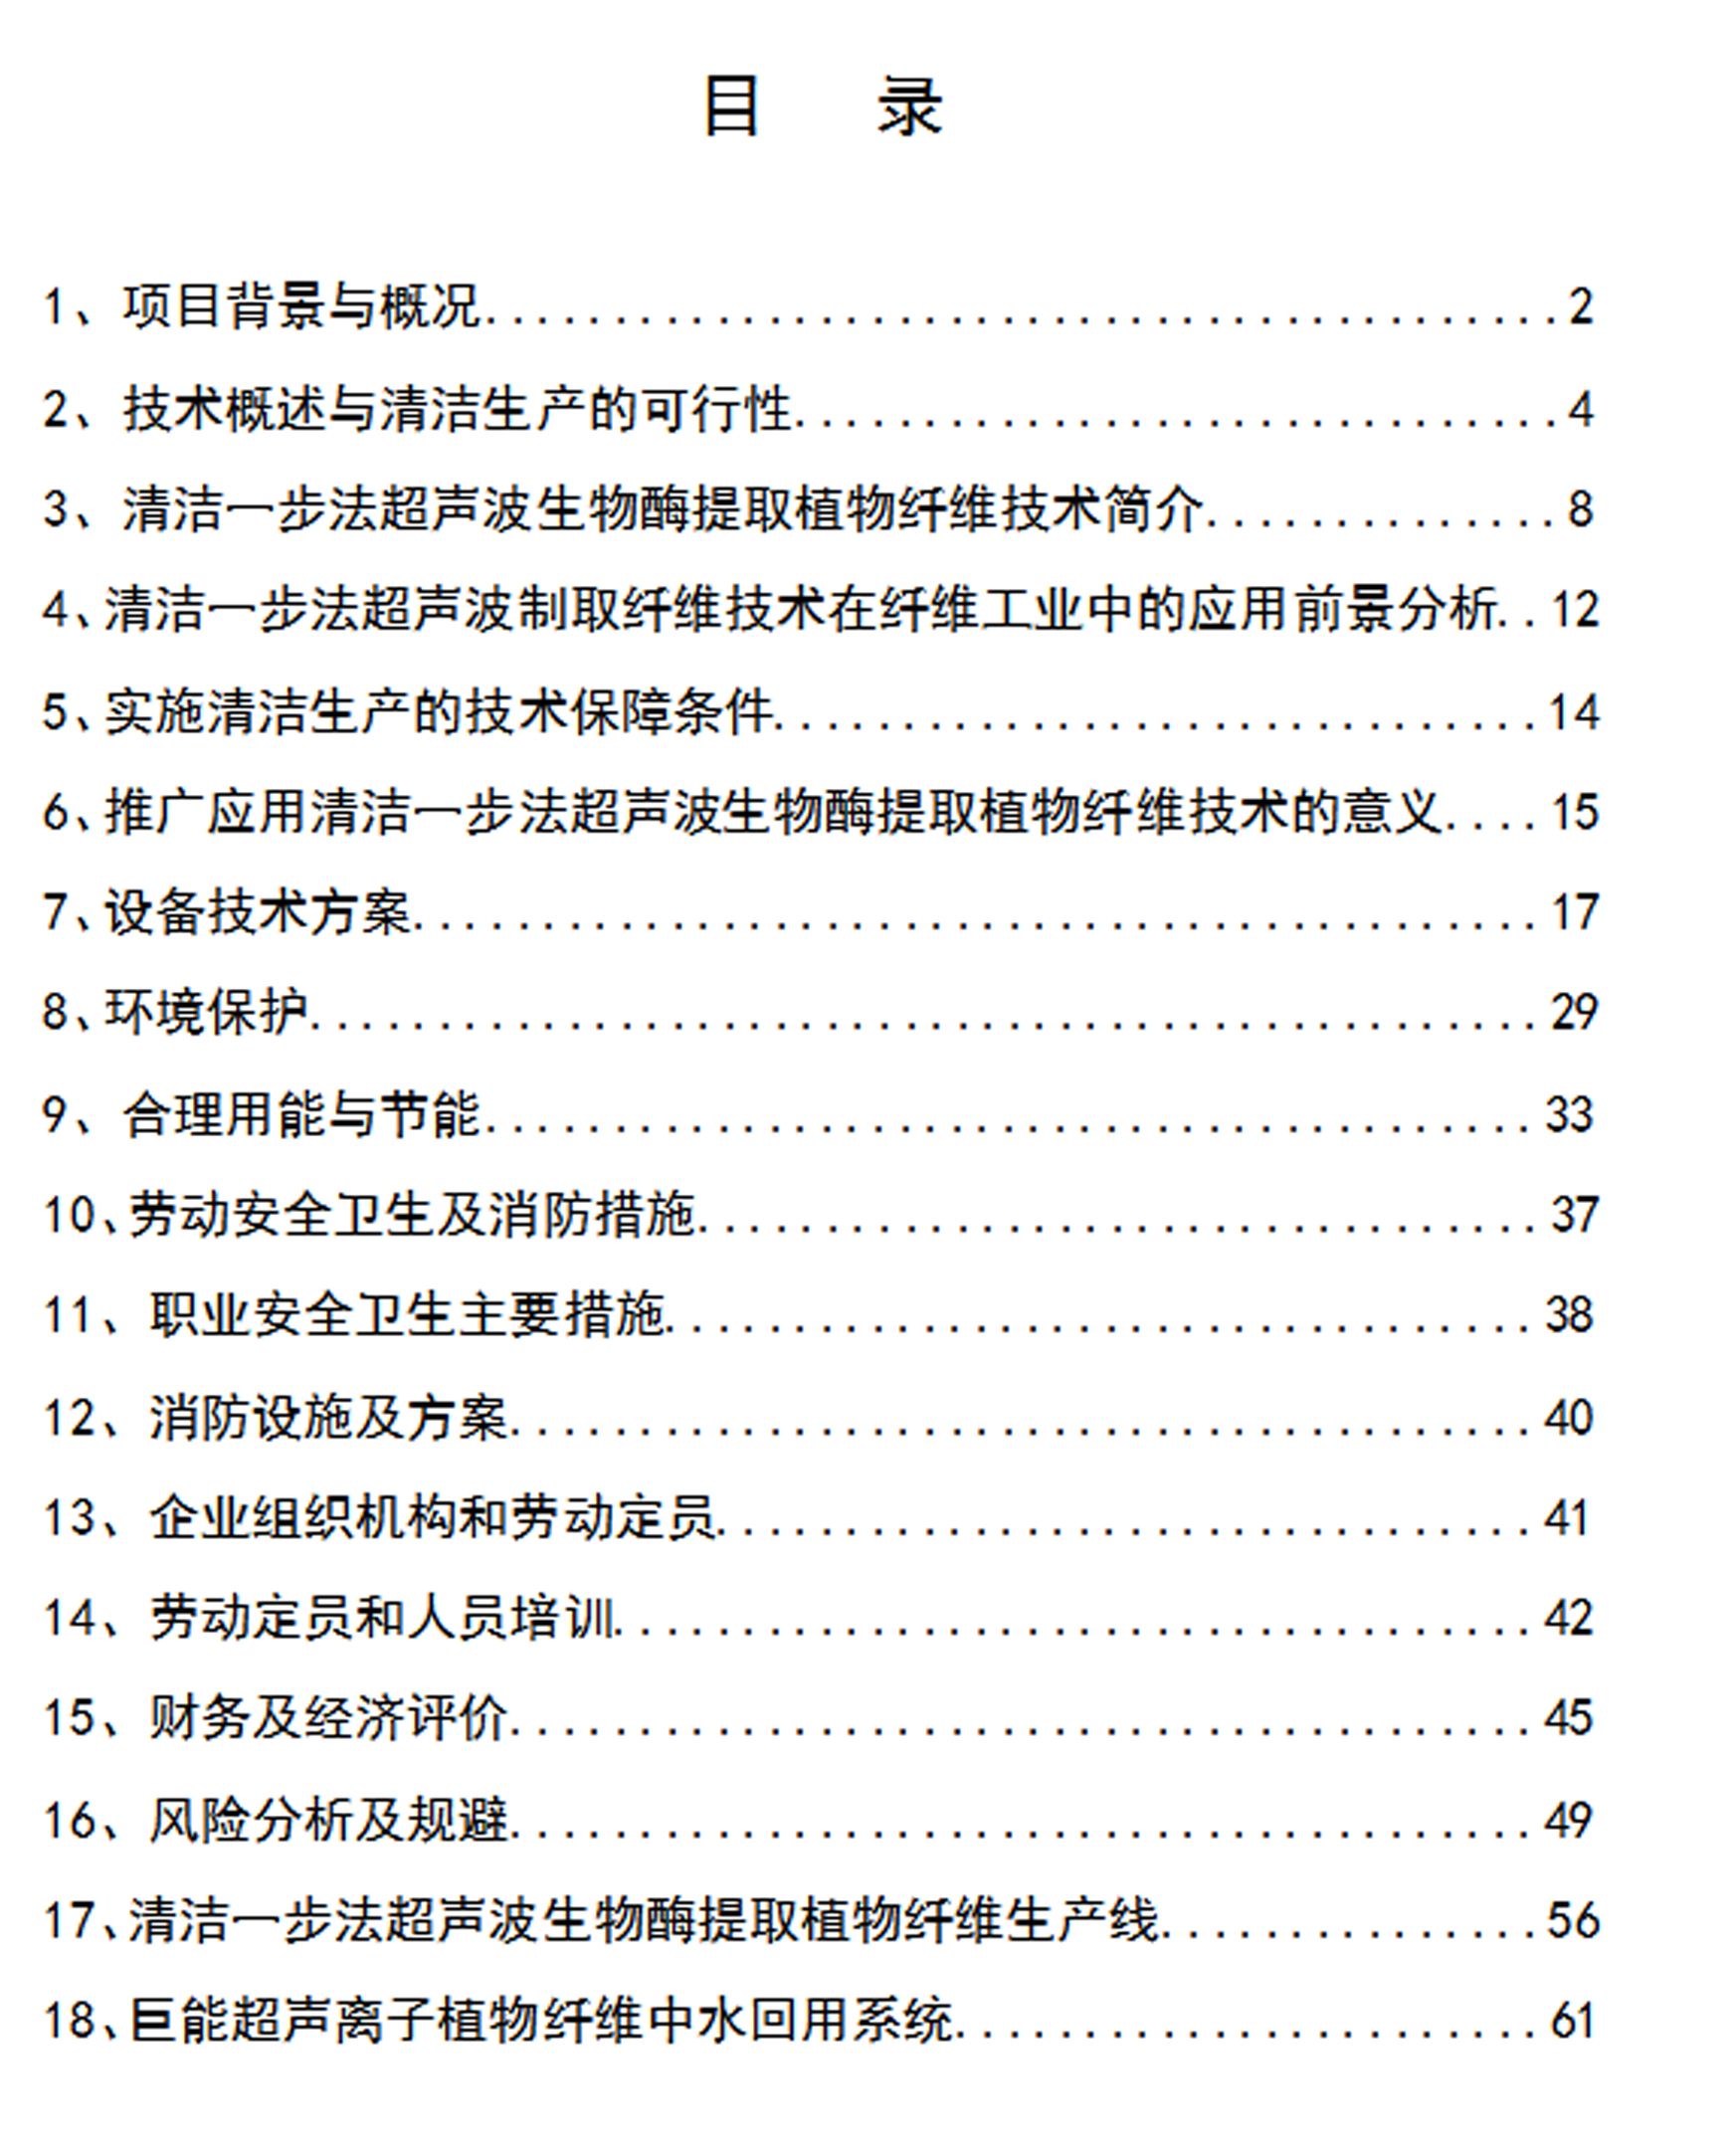 目 录
1、项目背景与概况..........................................2
2、技术概述与清洁生产的可行性..............................4
3、清洁一步法超声波生物酶提取植物纤维技术简介..............8
4、清洁一步法超声波制取纤维技术在纤维工业中的应用前景分析..12
5、实施清洁生产的技术保障条件..............................14
6、推广应用清洁一步法超声波生物酶提取植物纤维技术的意义....15
7、设备技术方案............................................17
8、环境保护................................................29
9、合理用能与节能.........................................33
10、劳动安全卫生及消防措施.................................37
11、职业安全卫生主要措施..................................38
12、消防设施及方案........................................40
13、企业组织机构和劳动定员................................41
14、劳动定员和人员培训....................................42
15、财务及经济评价........................................45
16、风险分析及规避........................................49
17、清洁一步法超声波生物酶提取植物纤维生产线...............56
18、巨能超声离子植物纤维中水回用系统.......................61